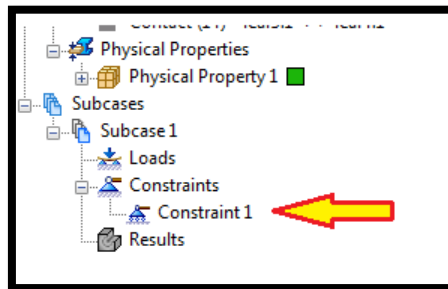 Physical Properties
Physical Property 1
Subcases
Subcase 1
Loads
Constraints
Constraint 1
Results